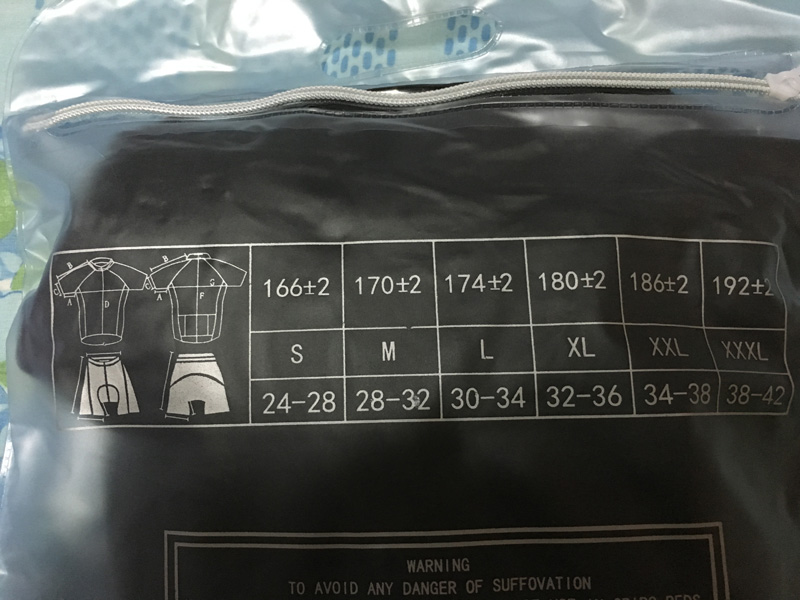 B B
C C G
A D A F
166±2 170±2 174±2 180±2 186±2 192±2
S M L XL XXL XXXL
24-28 28-32 30-34 32-36 34-38 38-42
WARNING
TO AVOID ANY DANGER OF SUFFOVATION